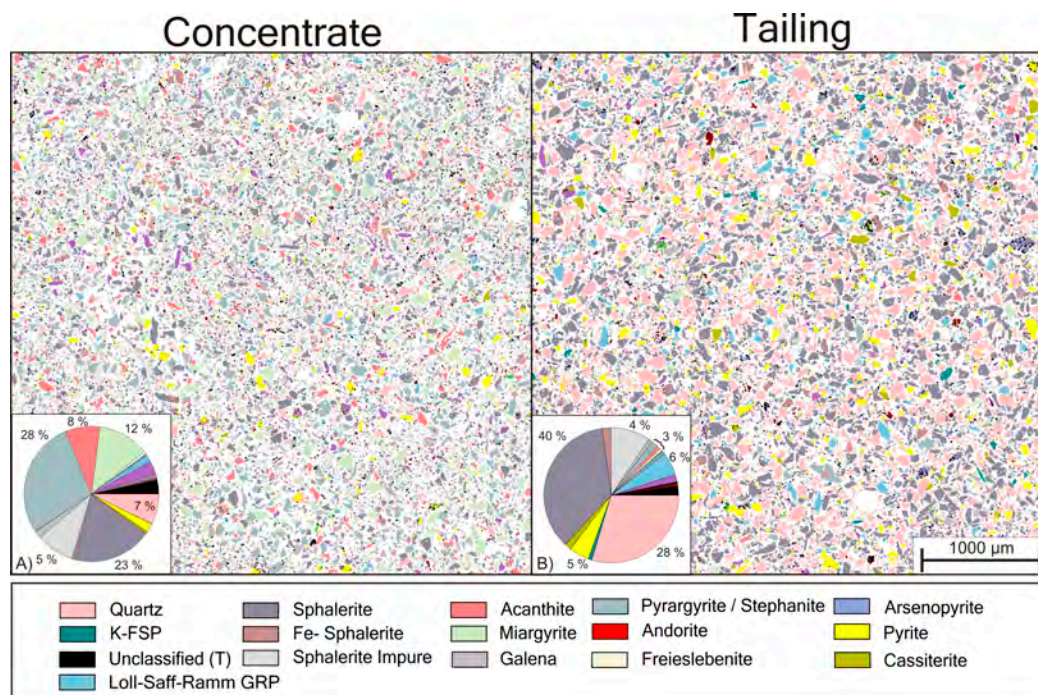 Concentrate
Tailing
28 %
8 %
12 %
7 %
23 %
5 %
A)
40 %
4 %
3 %
6 %
28 %
5 %
B)
1000 µm
Quartz
Sphalerite
Acanthite
Pyrargyrite / Stephanite
Arsenopyrite
K-FSP
Fe- Sphalerite
Miargyrite
Andorite
Pyrite
Unclassified (T)
Sphalerite Impure
Galena
Freieslebenite
Cassiterite
Loll-Saff-Ramm GRP